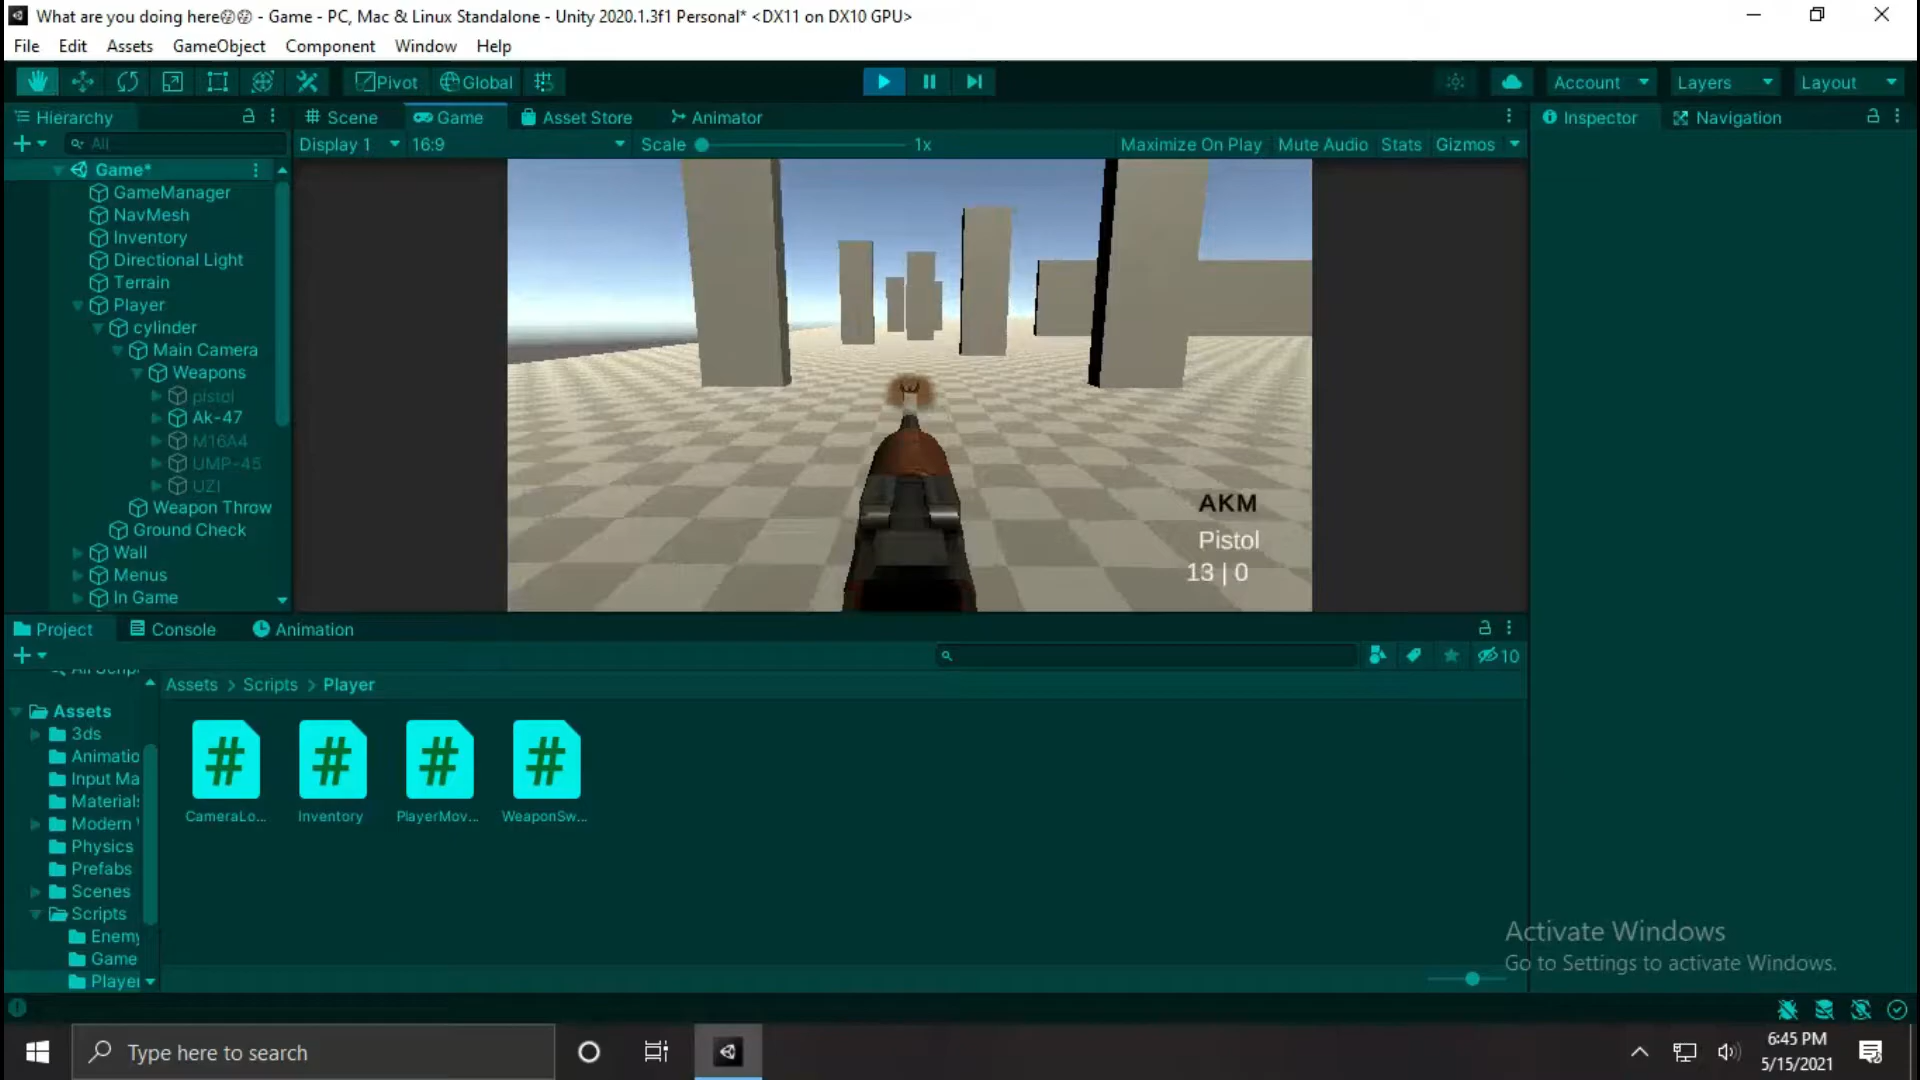 What are you doing here😲😲 - Game - PC, Mac & Linux Standalone - Unity 2020.1.3f1 Personal* <DX11 on DX10 GPU>
File Edit Assets GameObject Component Window Help
Pivot Global Account Layers Layout
Hierarchy
All
Game*
GameManager
NavMesh
Inventory
Directional Light
Terrain
Player
cylinder
Main Camera
Weapons
pistol
Ak-47
M16A4
UMP-45
UZI
Weapon Throw
Ground Check
Wall
Menus
In Game
Scene Game Asset Store Animator
Display 1 16:9 Scale 1x Maximize On Play Mute Audio Stats Gizmos
AKM
Pistol
13 | 0
Inspector Navigation
Project Console Animation
10
Assets
3ds
Animatio
Input Ma
Materials
Modern
Physics
Prefabs
Scenes
Scripts
Enemy
Game
Player
Assets > Scripts > Player
CameraLo... Inventory PlayerMov... WeaponSw...
Activate Windows
Go to Settings to activate Windows.
Type here to search
6:45 PM
5/15/2021